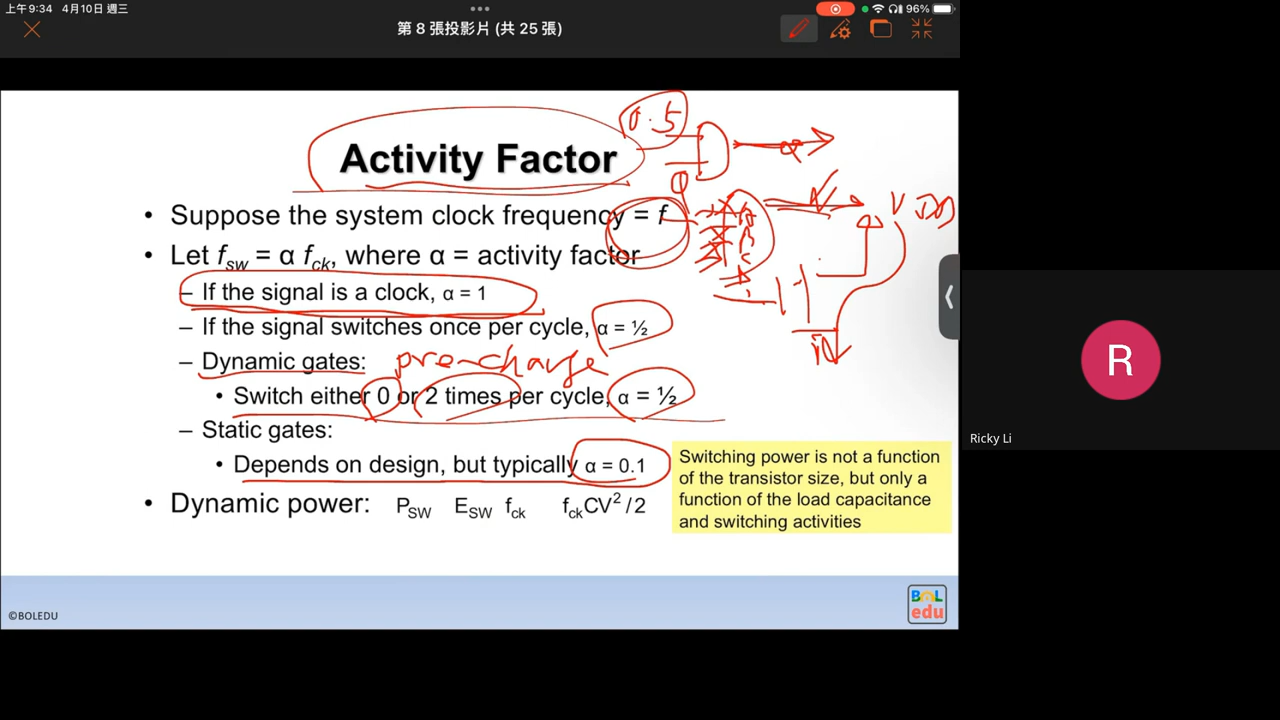 上午9:34 4月10日 週三
96%
第 8 張投影片 (共 25 張)
0.5
Activity Factor
• Suppose the system clock frequency = f
• Let fsw = α fck, where α = activity factor
– If the signal is a clock, α = 1
– If the signal switches once per cycle, α = ½
– Dynamic gates: pre-charge
• Switch either 0 or 2 times per cycle, α = ½
– Static gates:
• Depends on design, but typically α = 0.1
• Dynamic power: PSW ESW fck fckCV²/2
Switching power is not a function
of the transistor size, but only a
function of the load capacitance
and switching activities
©BOLEDU
BOL
edu
R
Ricky Li